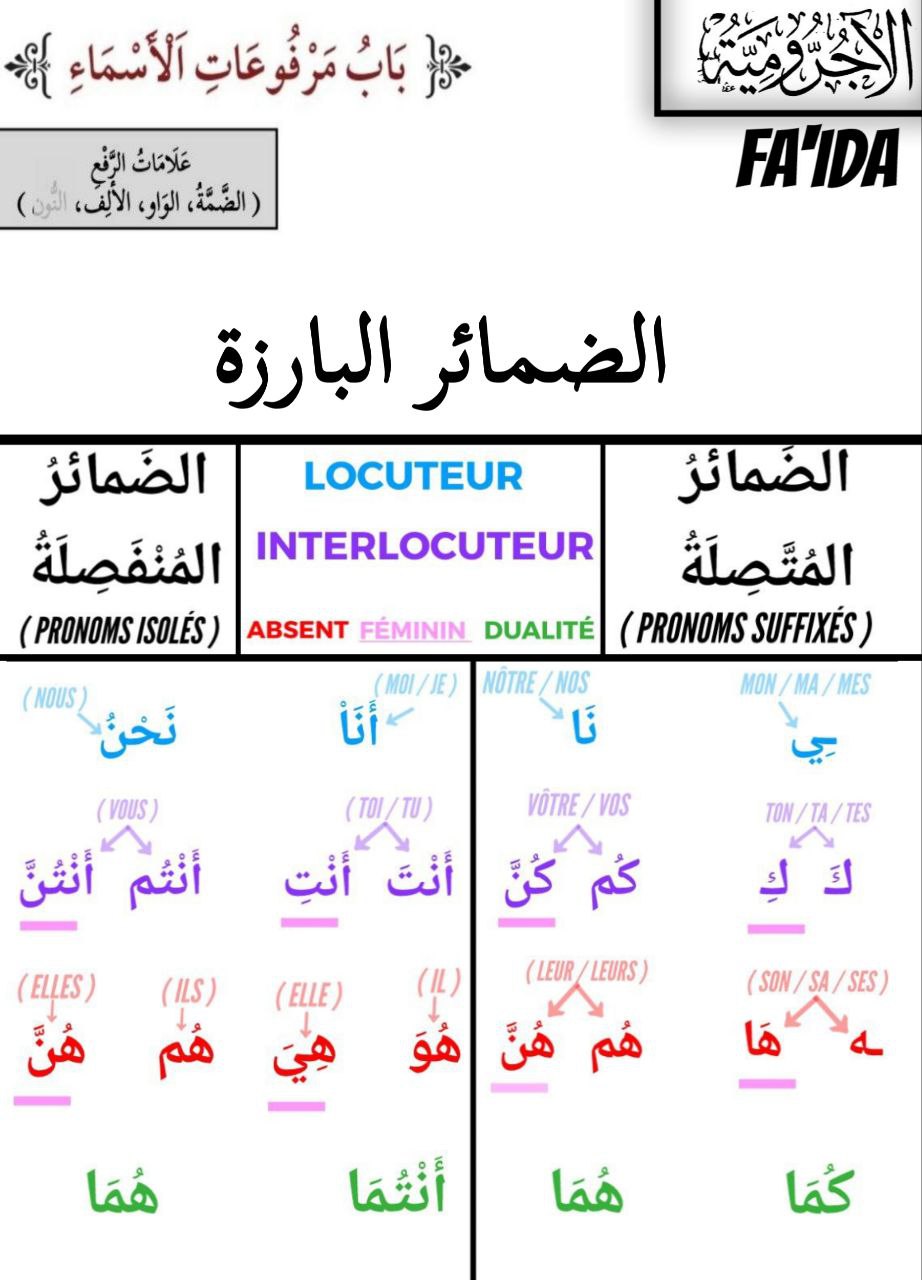 بَابُ مَرْفُوعَاتِ اَلْأَسْمَاءِ
الآجُرُّومِيَّةُ
FA'IDA
عَلَامَاتُ الرَّفْعِ
( الضَّمَّةُ، الوَاو، الألِف، النُّون )
الضمائر البارزة
الضَمائرُ
المُنْفَصِلَةُ
( PRONOMS ISOLÉS )
LOCUTEUR
INTERLOCUTEUR
ABSENT FÉMININ DUALITÉ
الضَمائرُ
المُتَّصِلَةُ
( PRONOMS SUFFIXÉS )
( NOUS ) ( MOI / JE )
نَحْنُ أَنَاْ
( VOUS ) ( TOI / TU )
أَنْتُنَّ أَنْتُم أَنْتِ أَنْتَ
( ELLES ) ( ILS ) ( ELLE ) ( IL )
هُنَّ هُم هِيَ هُوَ
هُمَا أَنْتُمَا
NÔTRE / NOS MON / MA / MES
نَا ـِي
VÔTRE / VOS TON / TA / TES
كُنَّ كُم كِ كَ
( LEUR / LEURS ) ( SON / SA / SES )
هُنَّ هُم هَا ـه
هُمَا كُمَا